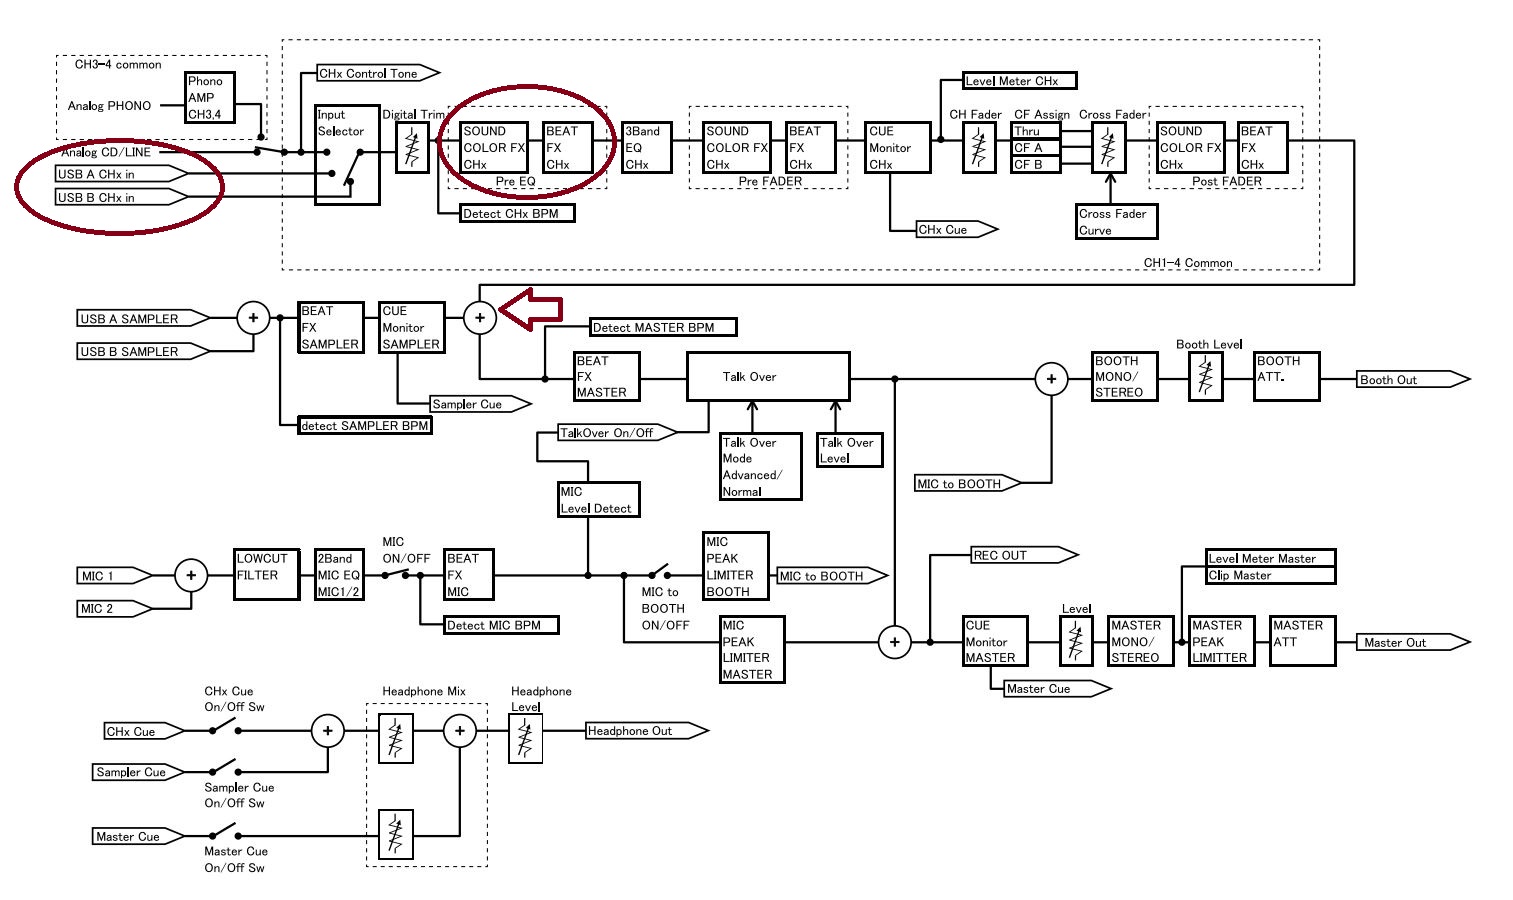 CH3-4 common
Phono
AMP
CH3,4
Analog PHONO
Analog CD/LINE
USB A CHx in
USB B CHx in
CHx Control Tone
Input
Selector
Digital Trim
SOUND
COLOR FX
CHx
BEAT
FX
CHx
Pre EQ
Detect CHx BPM
3Band
EQ
CHx
SOUND
COLOR FX
CHx
BEAT
FX
CHx
Pre FADER
CUE
Monitor
CHx
Level Meter CHx
CHx Cue
CH Fader
CF Assign
Thru
CF A
CF B
Cross Fader
Cross Fader
Curve
SOUND
COLOR FX
CHx
BEAT
FX
CHx
Post FADER
CH1-4 Common
USB A SAMPLER
USB B SAMPLER
+
BEAT
FX
SAMPLER
CUE
Monitor
SAMPLER
+
Sampler Cue
detect SAMPLER BPM
Detect MASTER BPM
BEAT
FX
MASTER
Talk Over
TalkOver On/Off
Talk Over
Mode
Advanced/
Normal
Talk Over
Level
MIC
Level Detect
+
MIC to BOOTH
BOOTH
MONO/
STEREO
Booth Level
BOOTH
ATT.
Booth Out
MIC 1
MIC 2
+
LOWCUT
FILTER
2Band
MIC EQ
MIC1/2
MIC
ON/OFF
BEAT
FX
MIC
Detect MIC BPM
MIC to
BOOTH
ON/OFF
MIC
PEAK
LIMITER
BOOTH
MIC to BOOTH
MIC
PEAK
LIMITER
MASTER
+
REC OUT
CUE
Monitor
MASTER
Master Cue
Level
MASTER
MONO/
STEREO
Level Meter Master
Clip Master
MASTER
PEAK
LIMITTER
MASTER
ATT
Master Out
CHx Cue
On/Off Sw
CHx Cue
Sampler Cue
Sampler Cue
On/Off Sw
Master Cue
Master Cue
On/Off Sw
+
Headphone Mix
+
Headphone
Level
Headphone Out